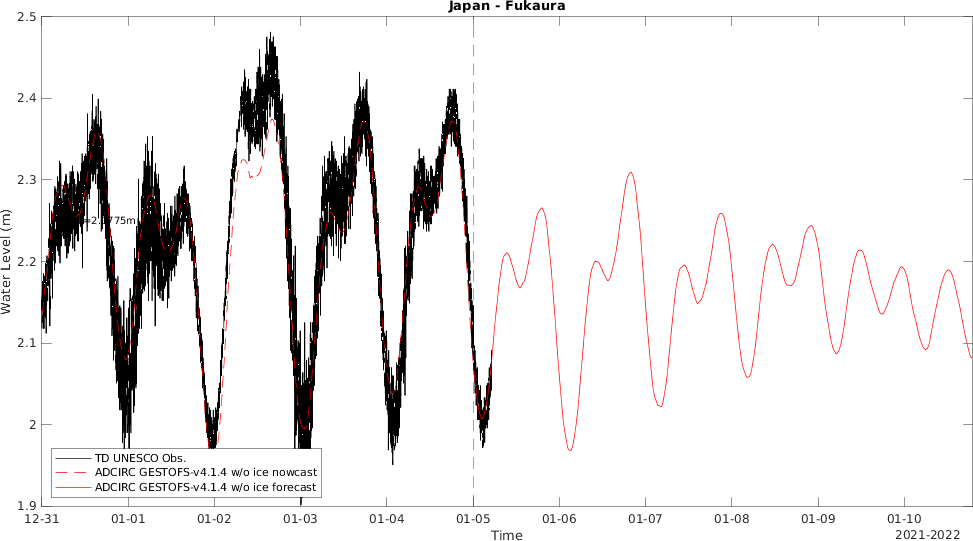 Japan - Fukaura
2.5
2.4
2.3
2.2
2.1
2
1.9
Water Level (m)
TD UNESCO Obs.
ADCIRC GESTOFS-v4.1.4 w/o ice nowcast
ADCIRC GESTOFS-v4.1.4 w/o ice forecast
12-31 01-01 01-02 01-03 01-04 01-05 01-06 01-07 01-08 01-09 01-10
Time
2021-2022